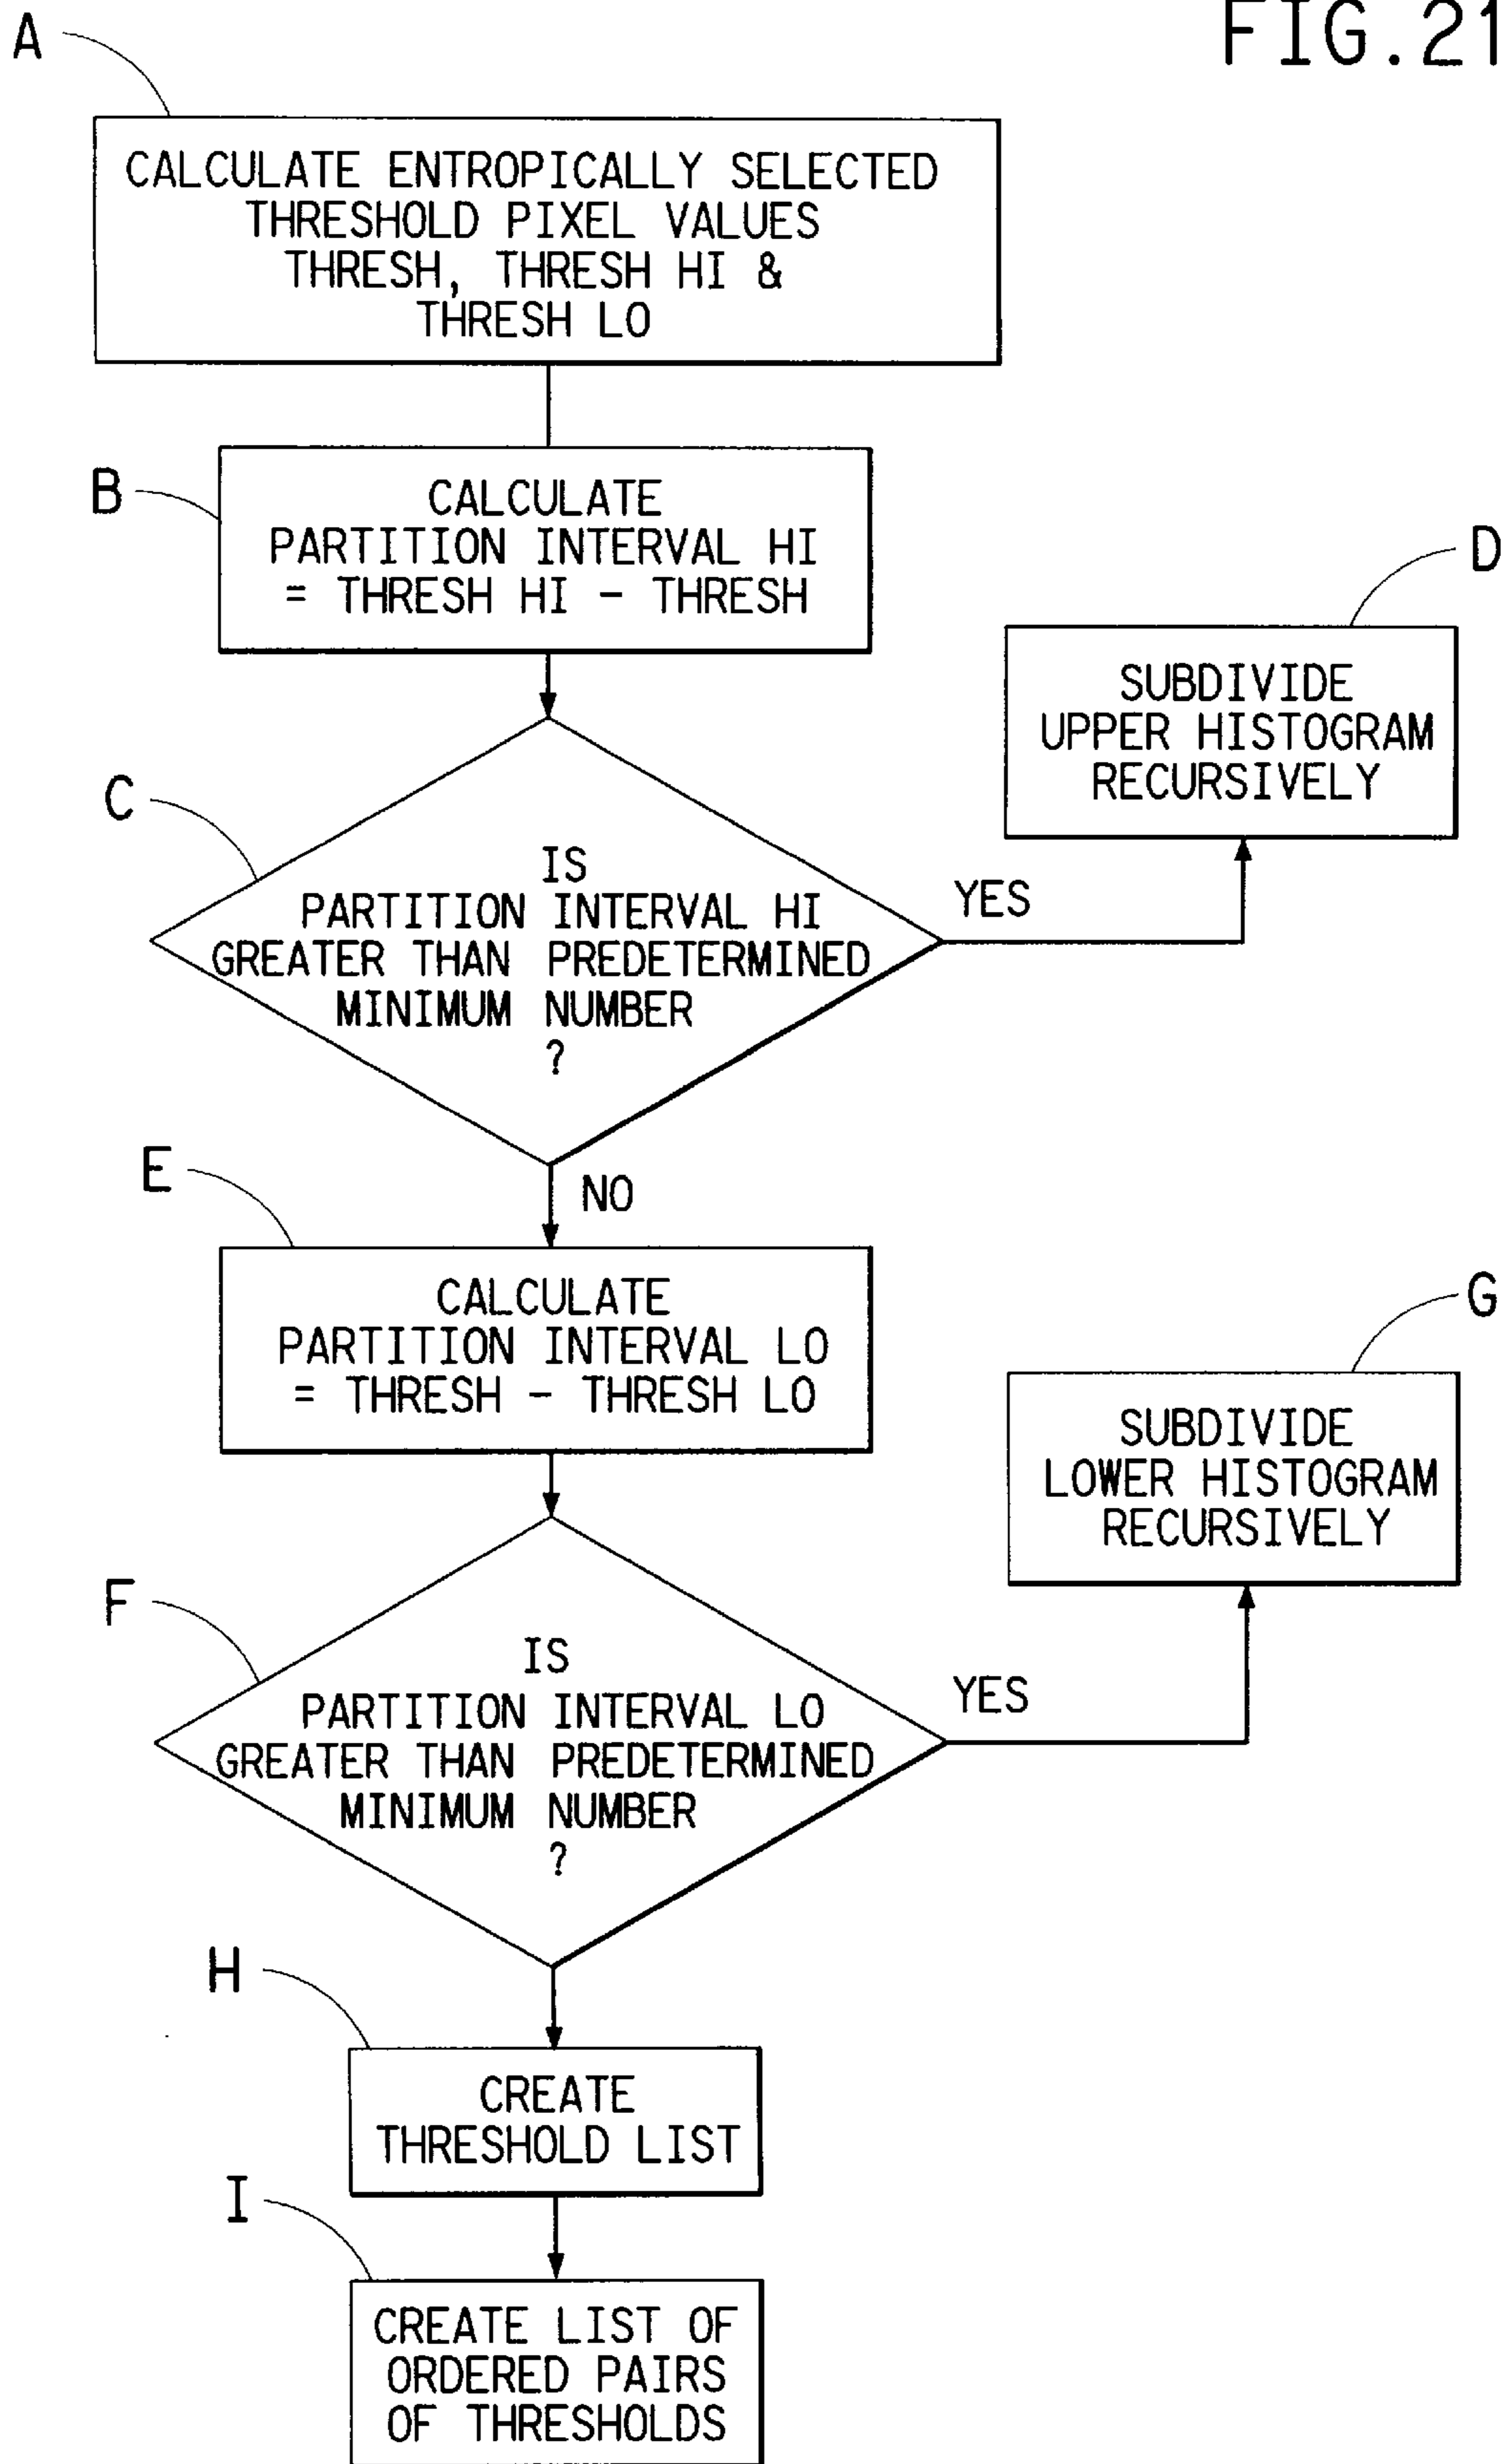 FIG.21
A
CALCULATE ENTROPICALLY SELECTED
THRESHOLD PIXEL VALUES
THRESH, THRESH HI &
THRESH LO
B
CALCULATE
PARTITION INTERVAL HI
= THRESH HI - THRESH
D
SUBDIVIDE
UPPER HISTOGRAM
RECURSIVELY
C
IS
PARTITION INTERVAL HI
GREATER THAN PREDETERMINED
MINIMUM NUMBER
?
YES
NO
E
CALCULATE
PARTITION INTERVAL LO
= THRESH - THRESH LO
G
SUBDIVIDE
LOWER HISTOGRAM
RECURSIVELY
F
IS
PARTITION INTERVAL LO
GREATER THAN PREDETERMINED
MINIMUM NUMBER
?
YES
H
CREATE
THRESHOLD LIST
I
CREATE LIST OF
ORDERED PAIRS
OF THRESHOLDS